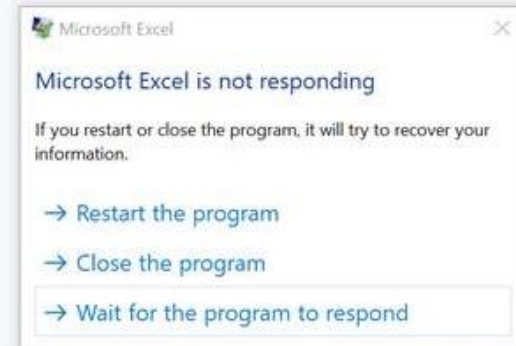 Microsoft Excel
Microsoft Excel is not responding
If you restart or close the program, it will try to recover your
information.
→ Restart the program
→ Close the program
→ Wait for the program to respond